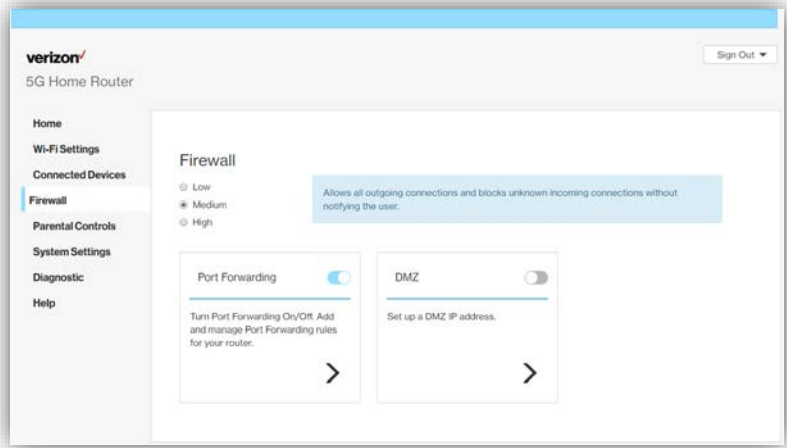 verizon
Sign Out
5G Home Router
Home
Wi-Fi Settings
Connected Devices
Firewall
Parental Controls
System Settings
Diagnostic
Help
Firewall
Low
Medium
High
Allows all outgoing connections and blocks unknown incoming connections without
notifying the user.
Port Forwarding
Turn Port Forwarding On/Off. Add
and manage Port Forwarding rules
for your router.
DMZ
Set up a DMZ IP address.